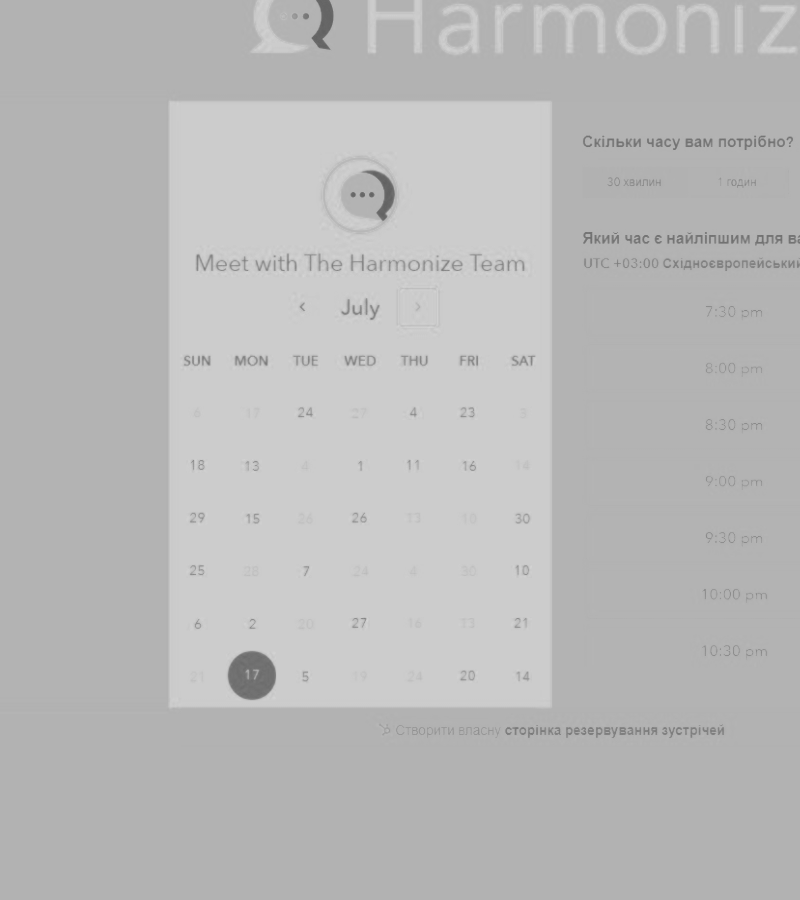 Harmoniz
Meet with The Harmonize Team
July
SUN MON TUE WED THU FRI SAT
6 17 24 27 4 23
18 13 4 1 11 16 14
29 15 26 26 13 10 30
25 28 7 24 4 30 10
6 2 20 27 16 13 21
21 17 5 19 24 20 14
Скільки часу вам потрібно?
30 хвилин 1 годин
Який час є найліпшим для ва
UTC +03:00 Східноєвропейський
7:30 pm
8:00 pm
8:30 pm
9:00 pm
9:30 pm
10:00 pm
10:30 pm
Створити власну сторінка резервування зустрічей